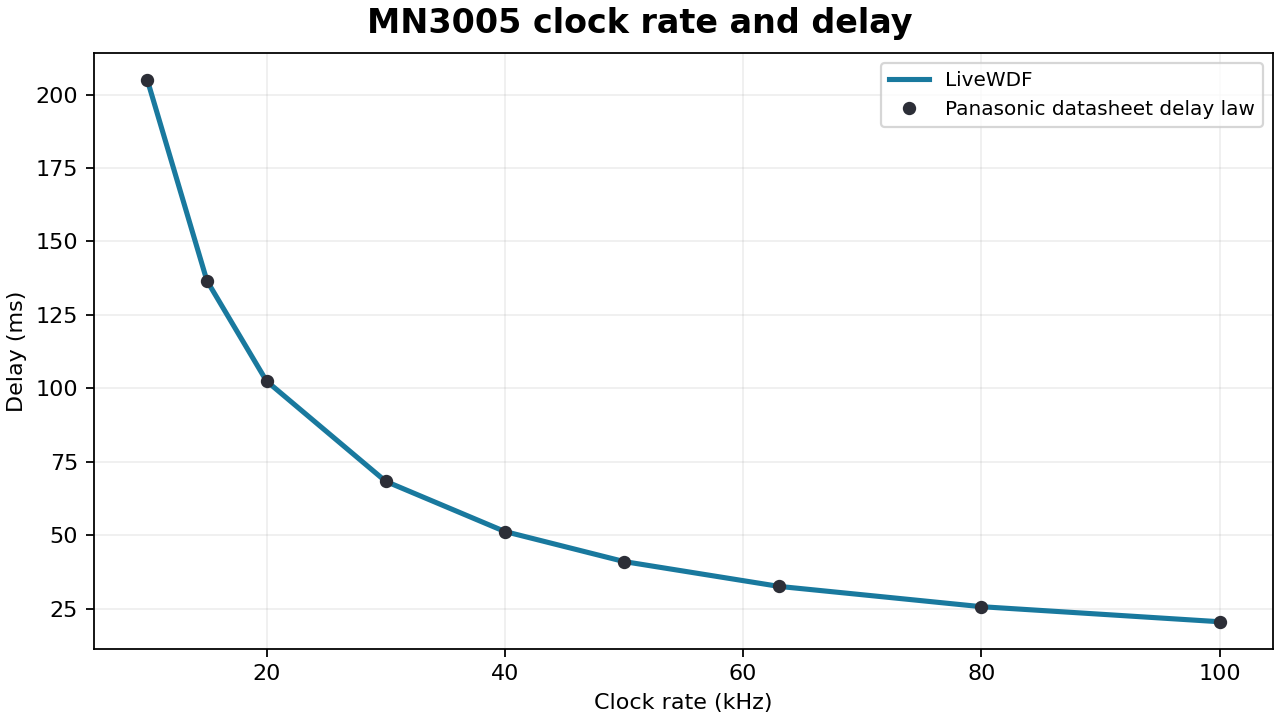 MN3005 clock rate and delay
LiveWDF
Panasonic datasheet delay law
200
175
150
125
100
75
50
25
Delay (ms)
20
40
60
80
100
Clock rate (kHz)